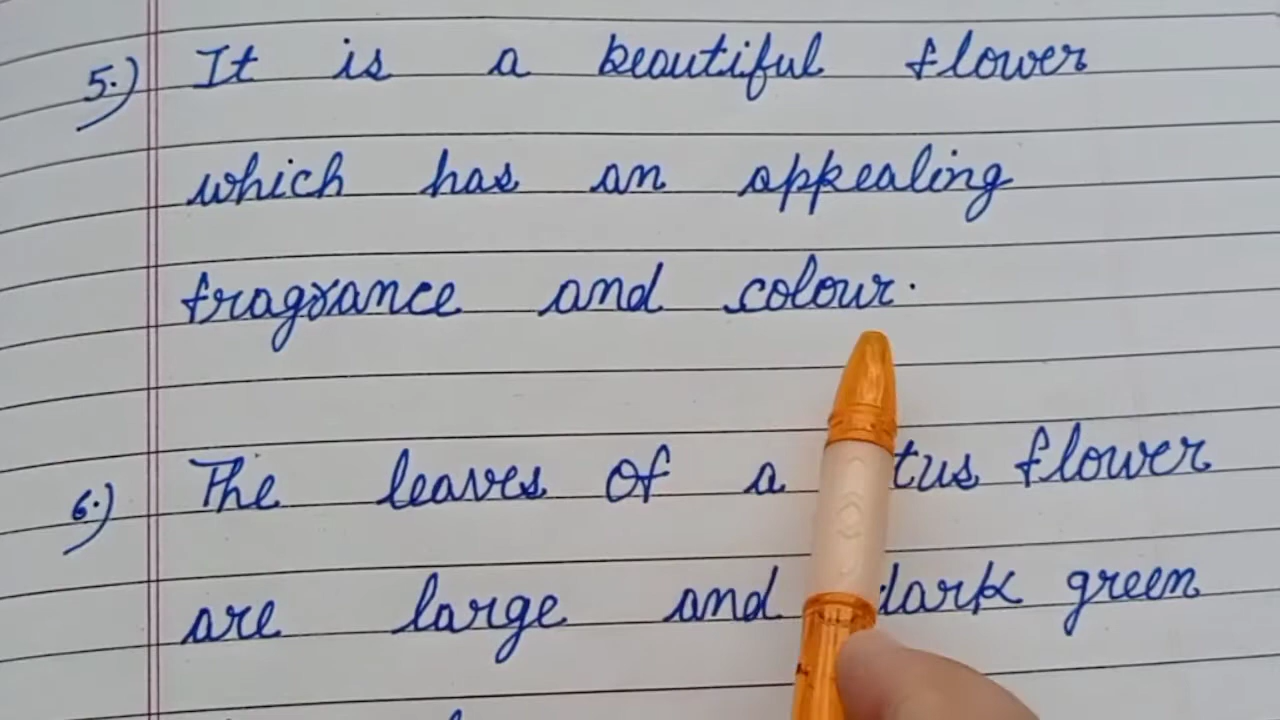 5.) It is a beautiful flower
which has an appealing
fragrance and colour.
6.) The leaves of a tus flower
are large and dark green